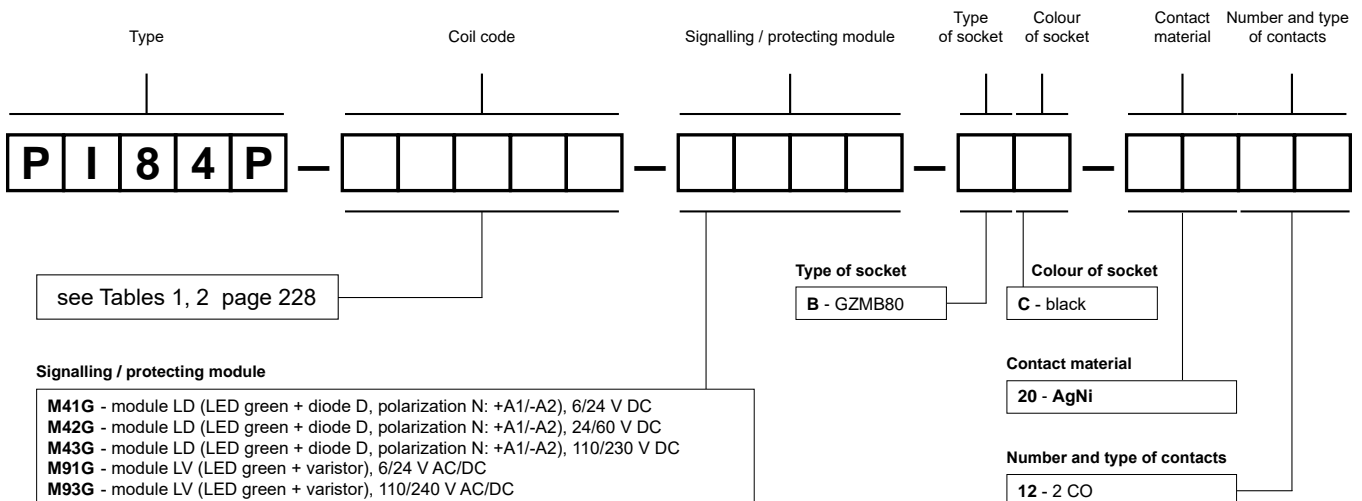 Type
Coil code
Signalling / protecting module
Type
of socket
Colour
of socket
Contact
material
Number and type
of contacts
P I 8 4 P – – – –
see Tables 1, 2 page 228
Type of socket
B - GZMB80
Colour of socket
C - black
Signalling / protecting module
M41G - module LD (LED green + diode D, polarization N: +A1/-A2), 6/24 V DC
M42G - module LD (LED green + diode D, polarization N: +A1/-A2), 24/60 V DC
M43G - module LD (LED green + diode D, polarization N: +A1/-A2), 110/230 V DC
M91G - module LV (LED green + varistor), 6/24 V AC/DC
M93G - module LV (LED green + varistor), 110/240 V AC/DC
Contact material
20 - AgNi
Number and type of contacts
12 - 2 CO